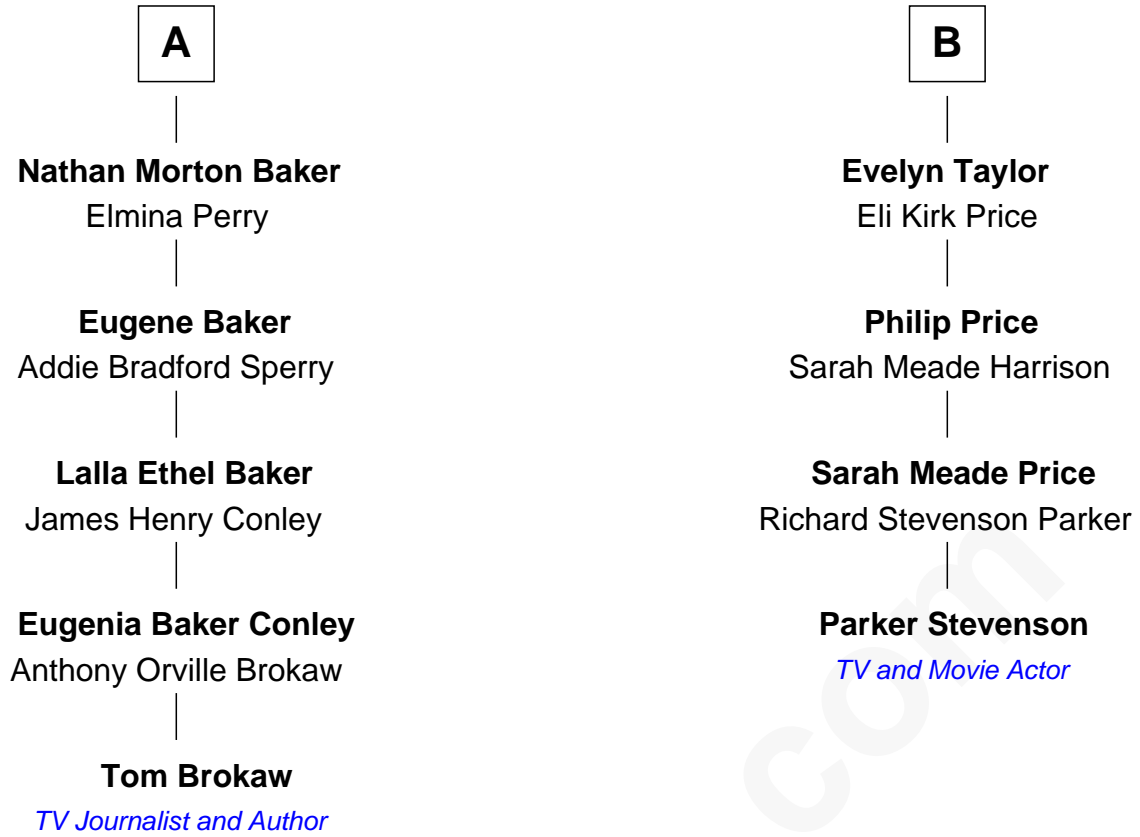 A
Nathan Morton Baker
Elmina Perry
Eugene Baker
Addie Bradford Sperry
Lalla Ethel Baker
James Henry Conley
Eugenia Baker Conley
Anthony Orville Brokaw
Tom Brokaw
TV Journalist and Author
B
Evelyn Taylor
Eli Kirk Price
Philip Price
Sarah Meade Harrison
Sarah Meade Price
Richard Stevenson Parker
Parker Stevenson
TV and Movie Actor
com